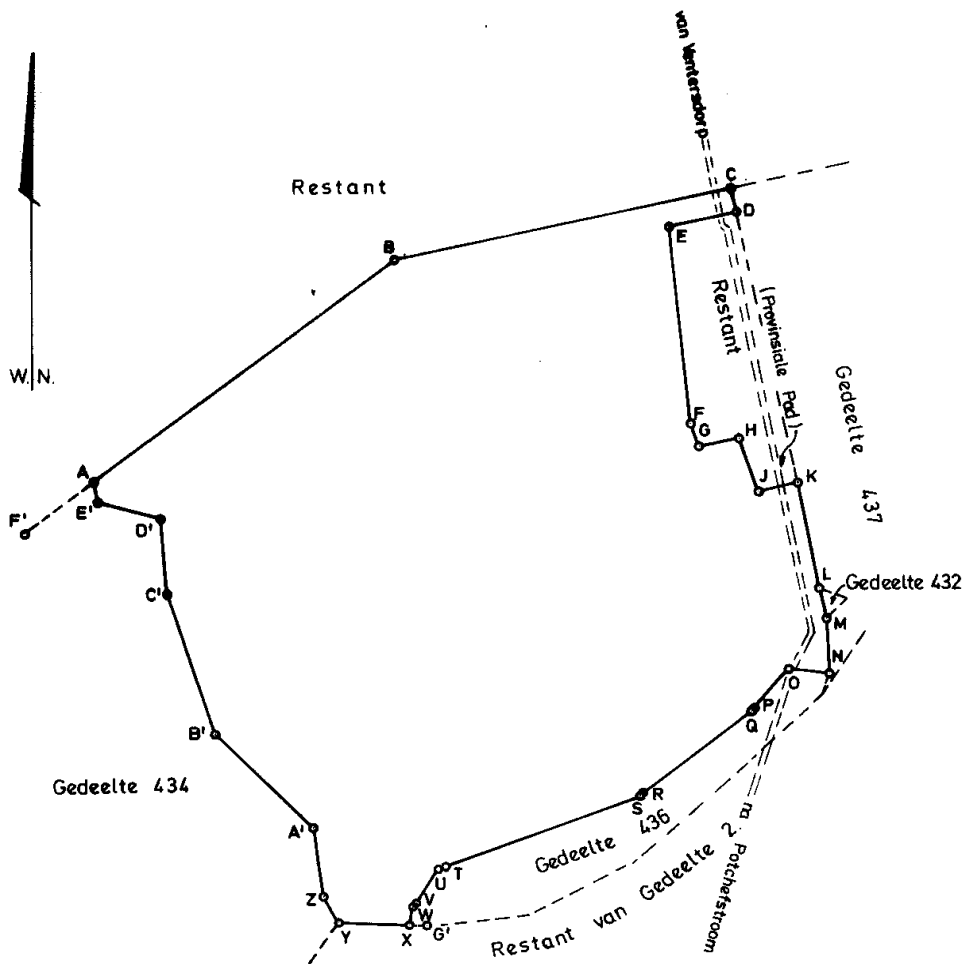 van Ventersdorp
Restant
C
D
B
E
Restant
(Provinsiale Pad)
W.N.
Gedeelte 437
F
G
H
A
J
K
E'
D'
F'
L
Gedeelte 432
C'
M
N
O
P
Q
B'
Gedeelte 434
R
S
A'
Gedeelte 436
T
U
Restant van Gedeelte 2
na Potchefstroom
Z
V
W
Y
X
G'